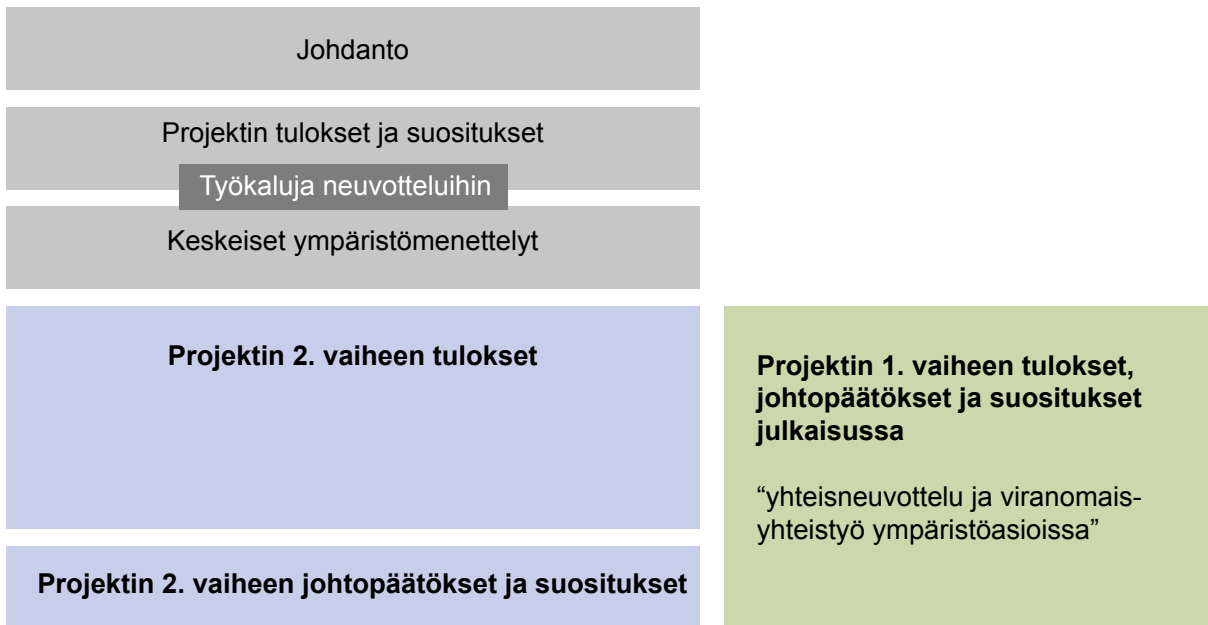 Johdanto
Projektin tulokset ja suositukset
Työkaluja neuvotteluihin
Keskeiset ympäristömenettelyt
Projektin 2. vaiheen tulokset
Projektin 2. vaiheen johtopäätökset ja suositukset
Projektin 1. vaiheen tulokset,
johtopäätökset ja suositukset
julkaisussa
“yhteisneuvottelu ja viranomais-
yhteistyö ympäristöasioissa”